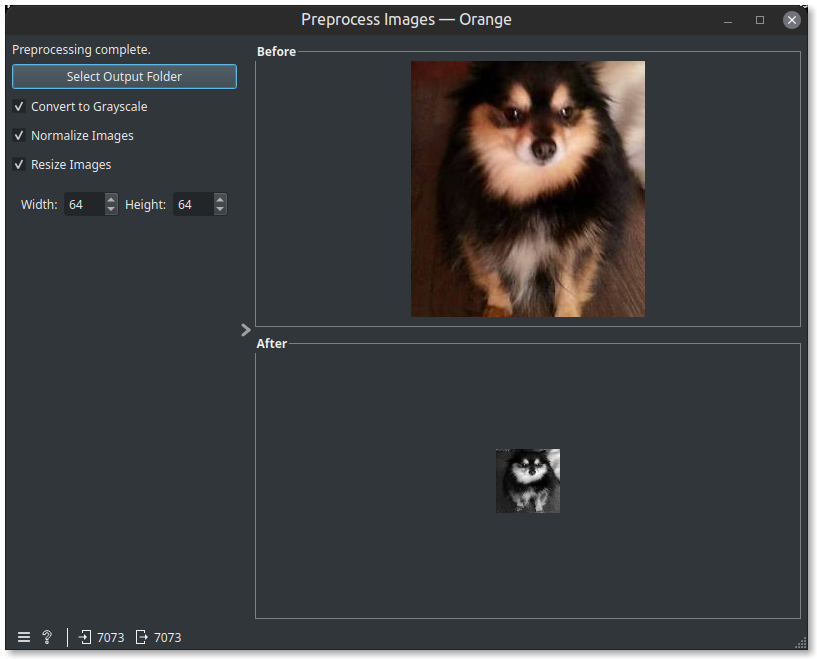 Preprocess Images — Orange
Preprocessing complete.
Select Output Folder
Convert to Grayscale
Normalize Images
Resize Images
Width: 64 Height: 64
Before
After
? 7073 7073